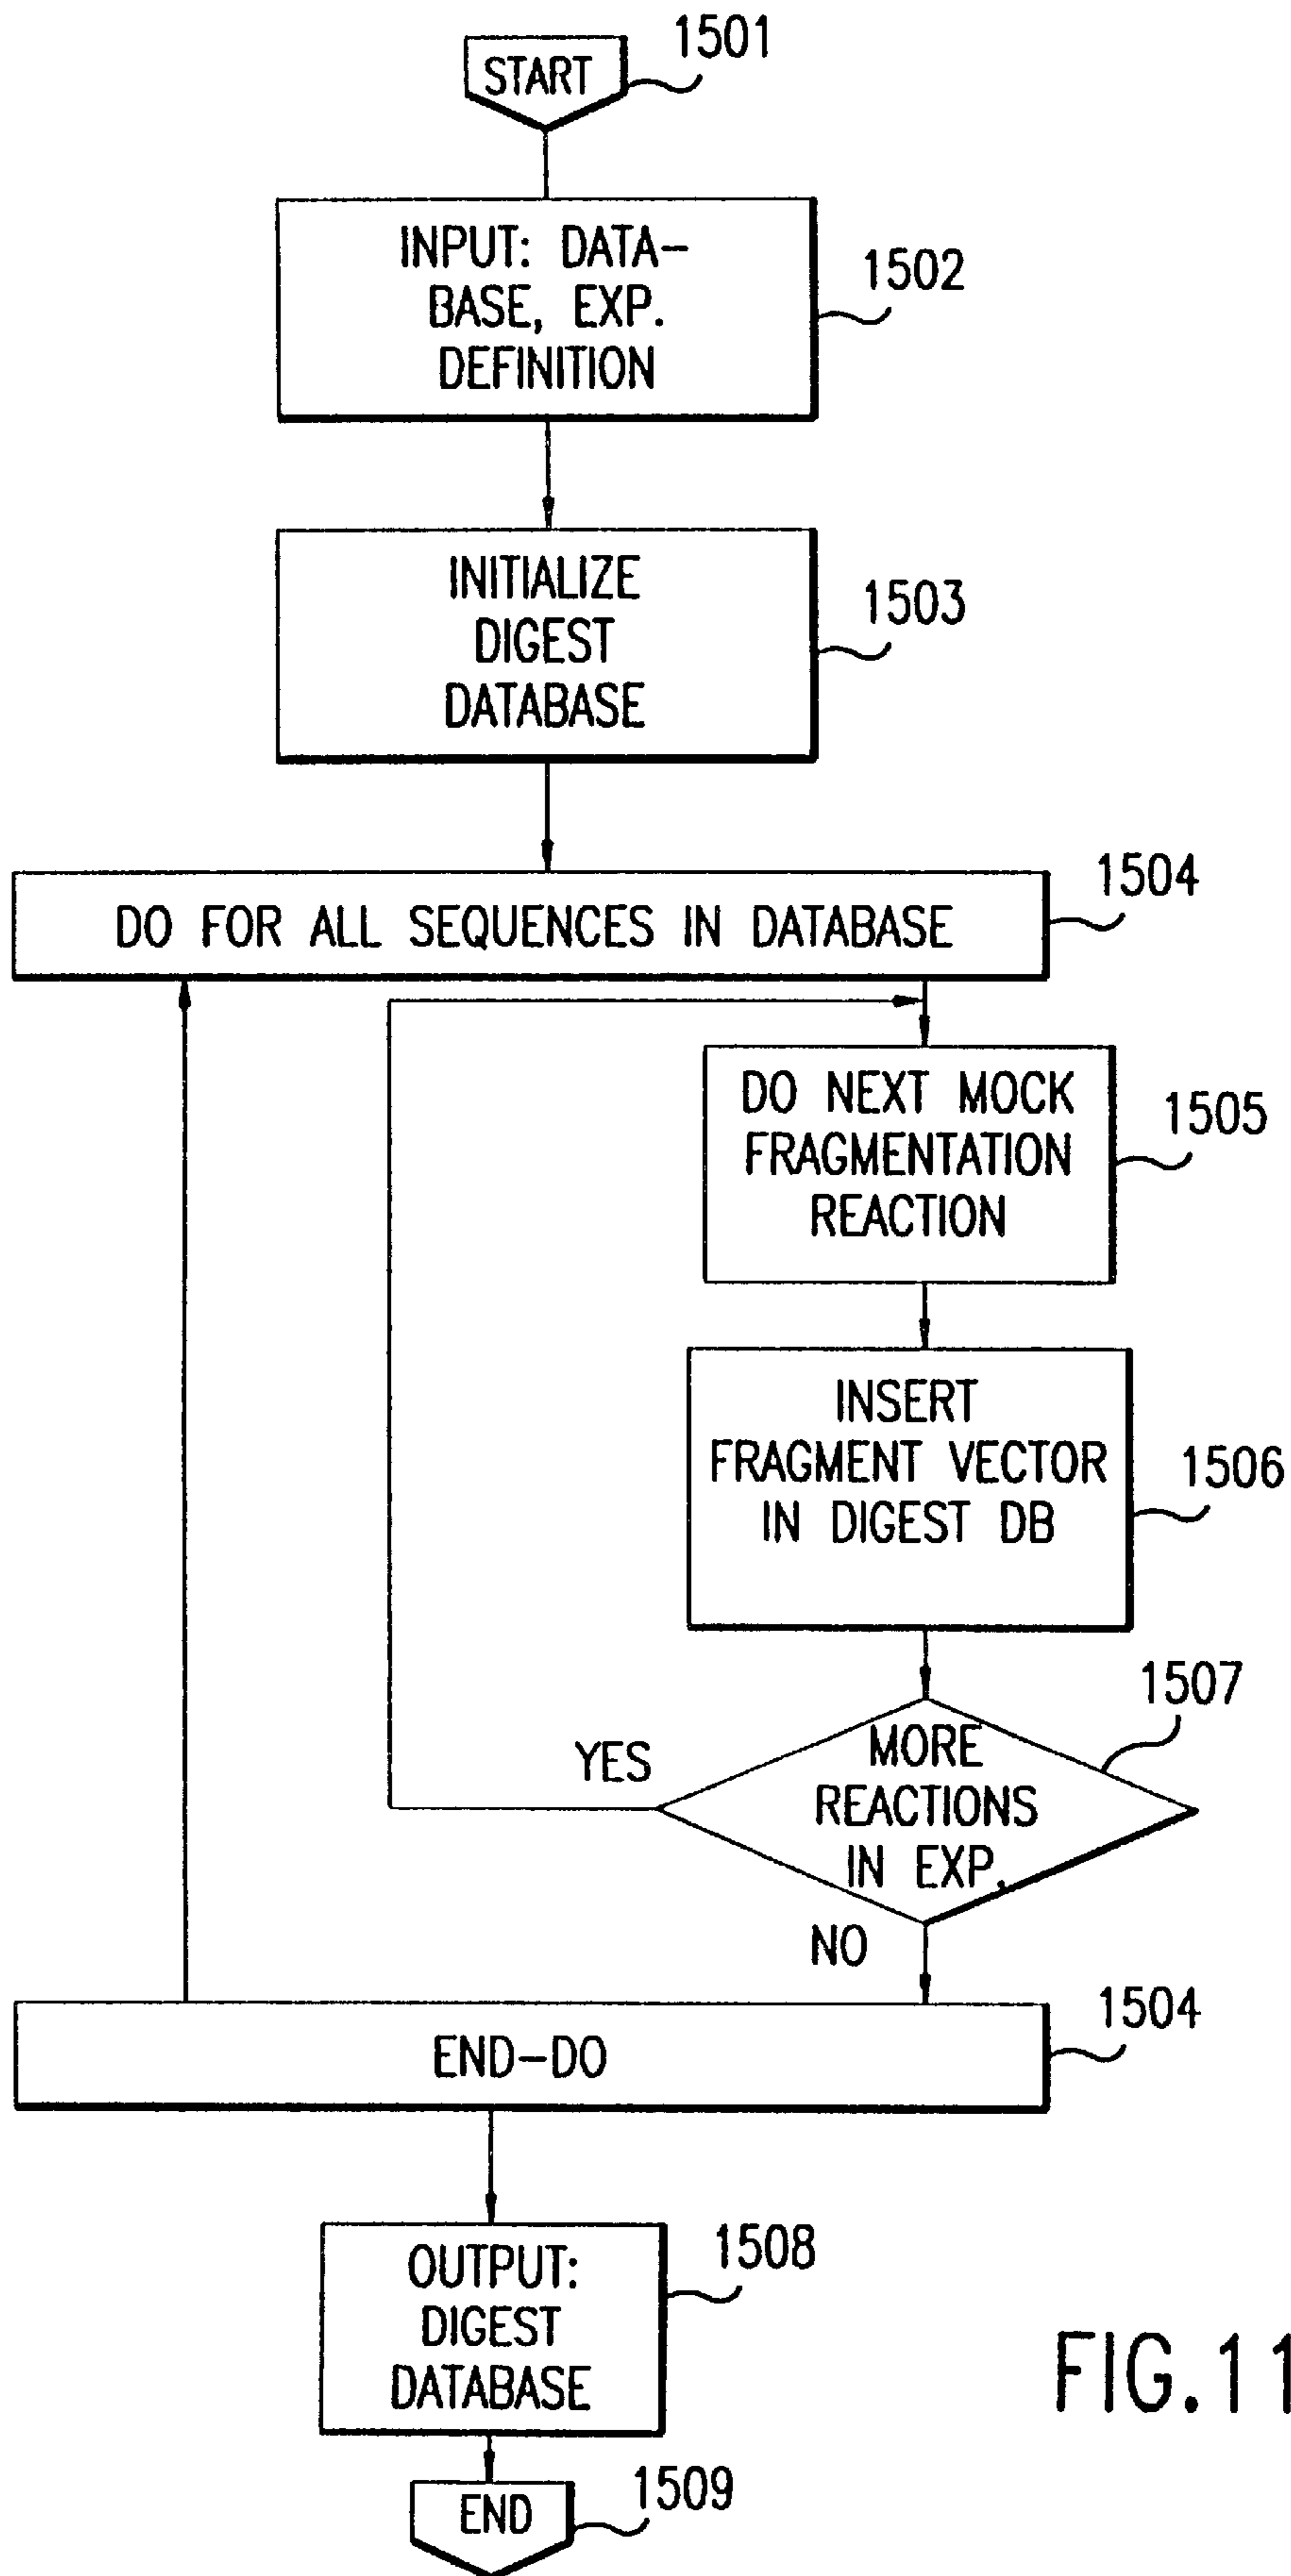 START
1501
INPUT: DATA-
BASE, EXP.
DEFINITION
1502
INITIALIZE
DIGEST
DATABASE
1503
DO FOR ALL SEQUENCES IN DATABASE
1504
DO NEXT MOCK
FRAGMENTATION
REACTION
1505
INSERT
FRAGMENT VECTOR
IN DIGEST DB
1506
MORE
REACTIONS
IN EXP.
1507
YES
NO
END-DO
1504
OUTPUT:
DIGEST
DATABASE
1508
END
1509
FIG.11